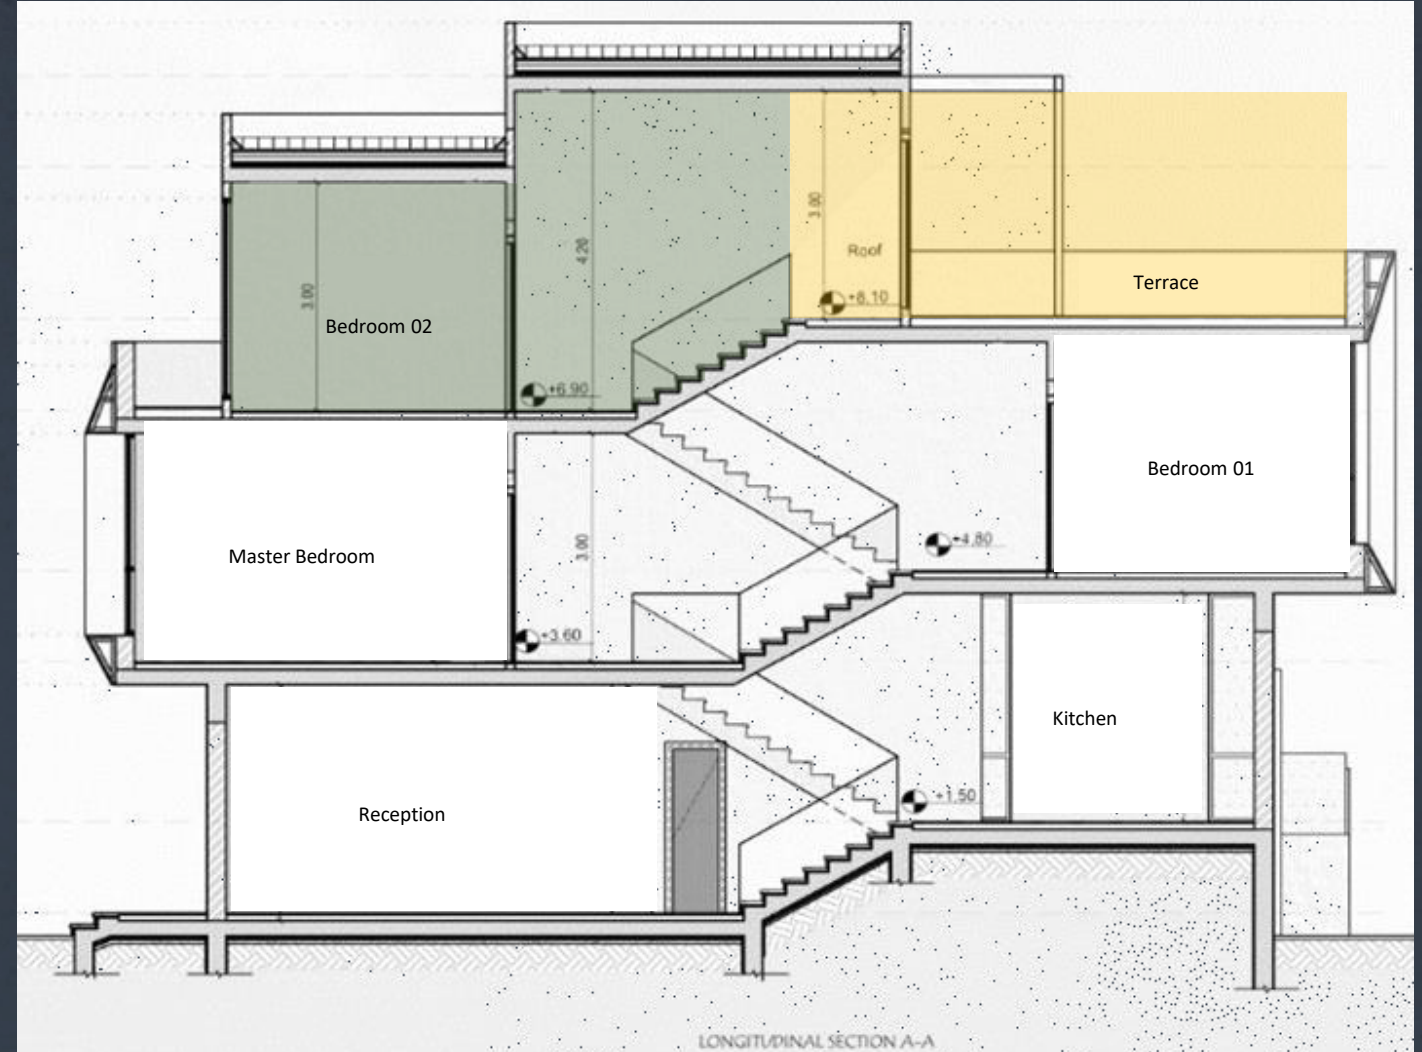 3.00
Roof
+8.10
Terrace
4.20
3.00
Bedroom 02
+6.90
Bedroom 01
+4.80
Master Bedroom
3.00
+3.60
Kitchen
+1.50
Reception
LONGITUDINAL SECTION A-A